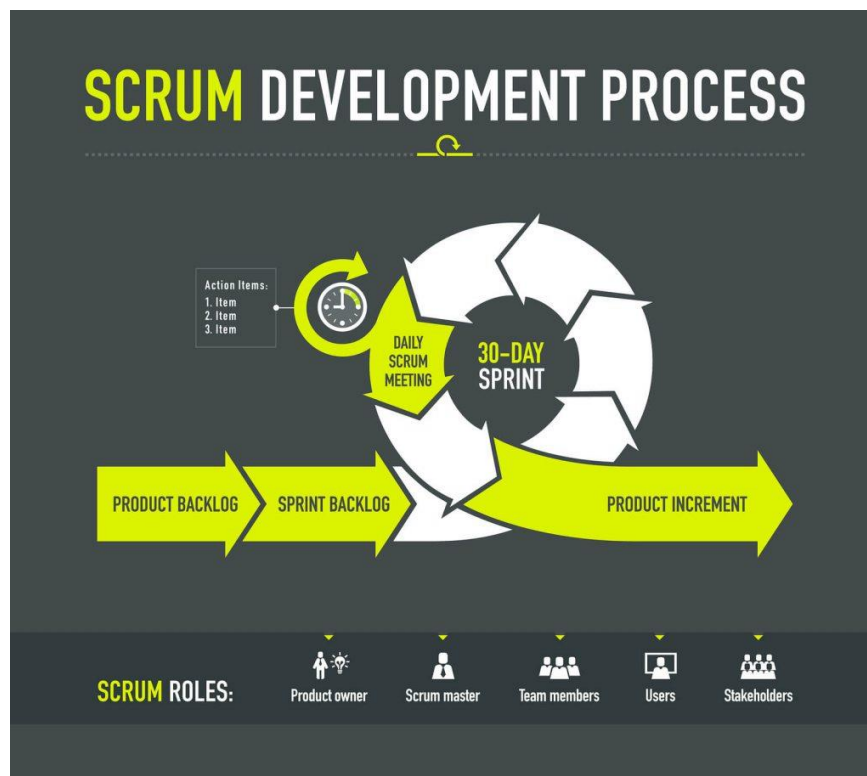 SCRUM DEVELOPMENT PROCESS
Action Items:
1. Item
2. Item
3. Item
DAILY
SCRUM
MEETING
30-DAY
SPRINT
PRODUCT BACKLOG
SPRINT BACKLOG
PRODUCT INCREMENT
SCRUM ROLES:
Product owner
Scrum master
Team members
Users
Stakeholders